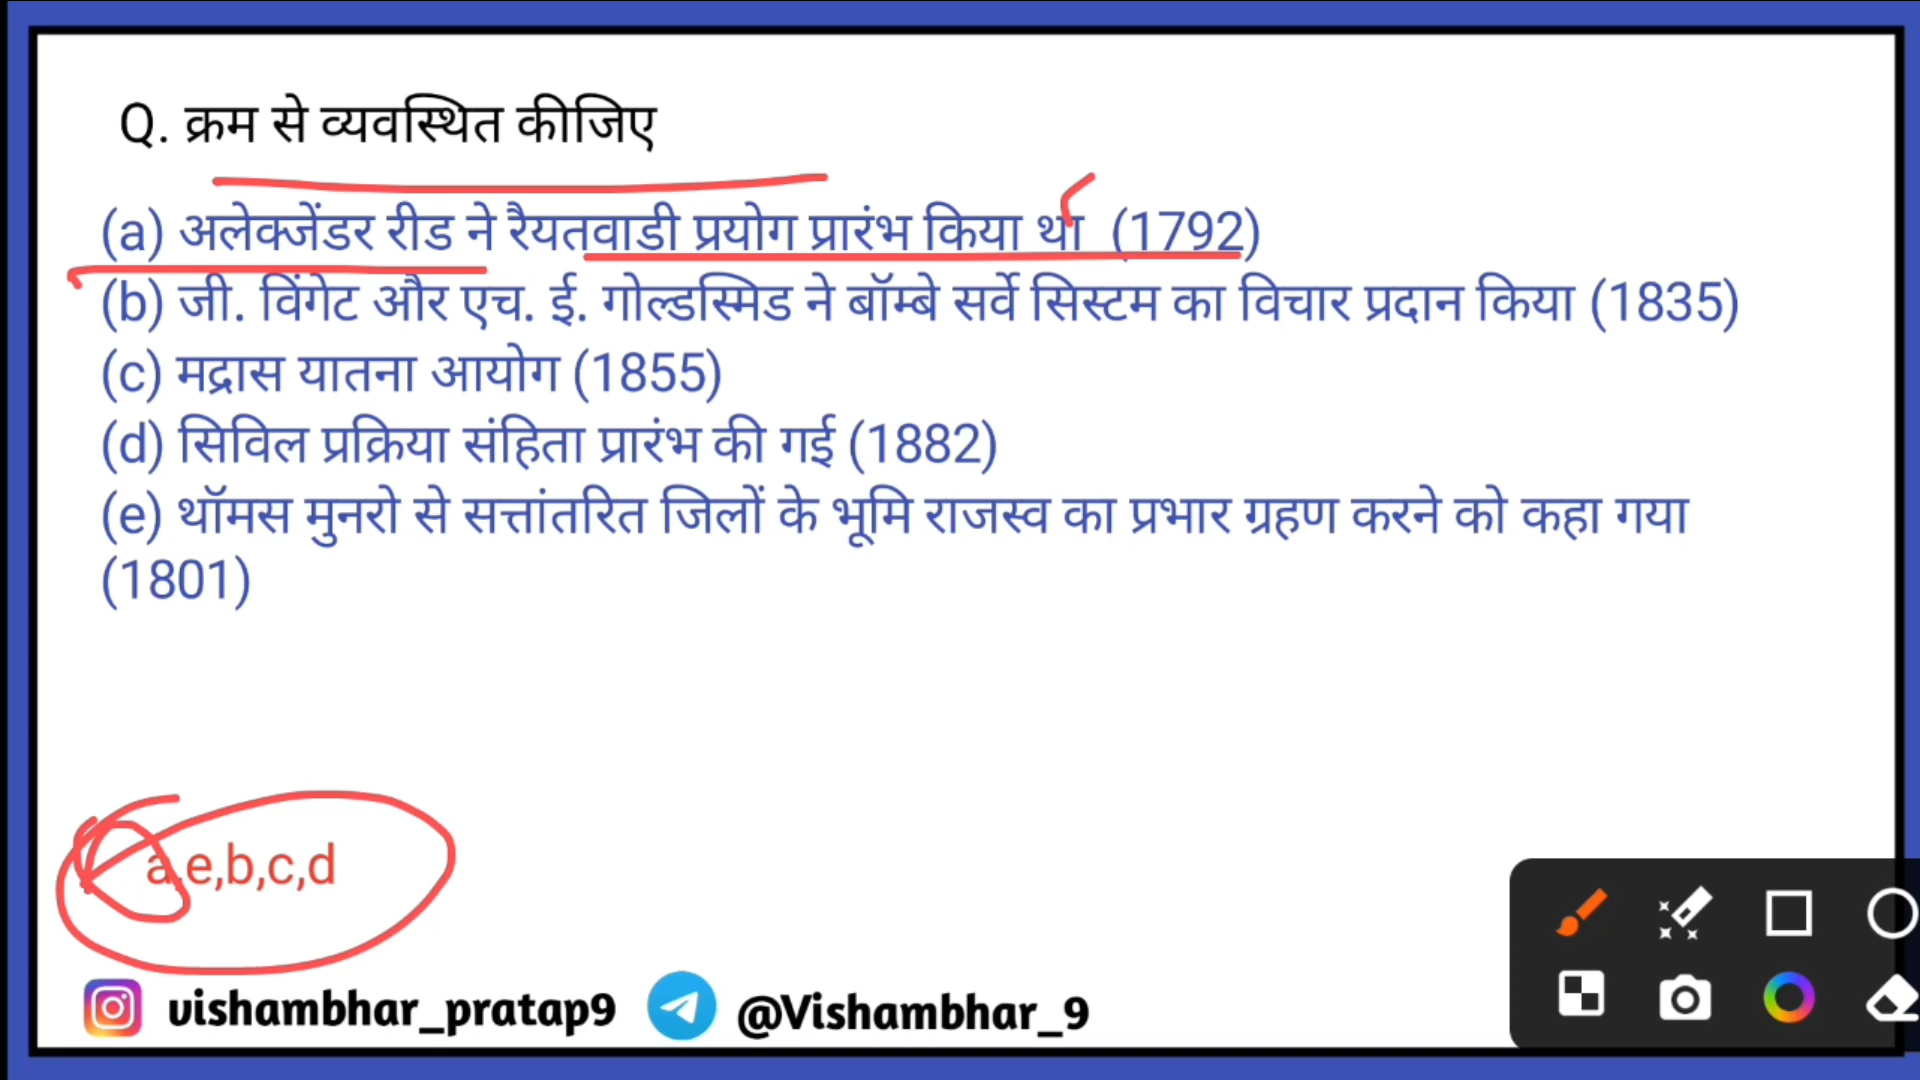 Q. क्रम से व्यवस्थित कीजिए
(a) अलेक्जेंडर रीड ने रैयतवाडी प्रयोग प्रारंभ किया था (1792)
(b) जी. विंगेट और एच. ई. गोल्डस्मिड ने बॉम्बे सर्वे सिस्टम का विचार प्रदान किया (1835)
(c) मद्रास यातना आयोग (1855)
(d) सिविल प्रक्रिया संहिता प्रारंभ की गई (1882)
(e) थॉमस मुनरो से सत्तांतरित जिलों के भूमि राजस्व का प्रभार ग्रहण करने को कहा गया
(1801)
a,e,b,c,d
vishambhar_pratap9 @Vishambhar_9